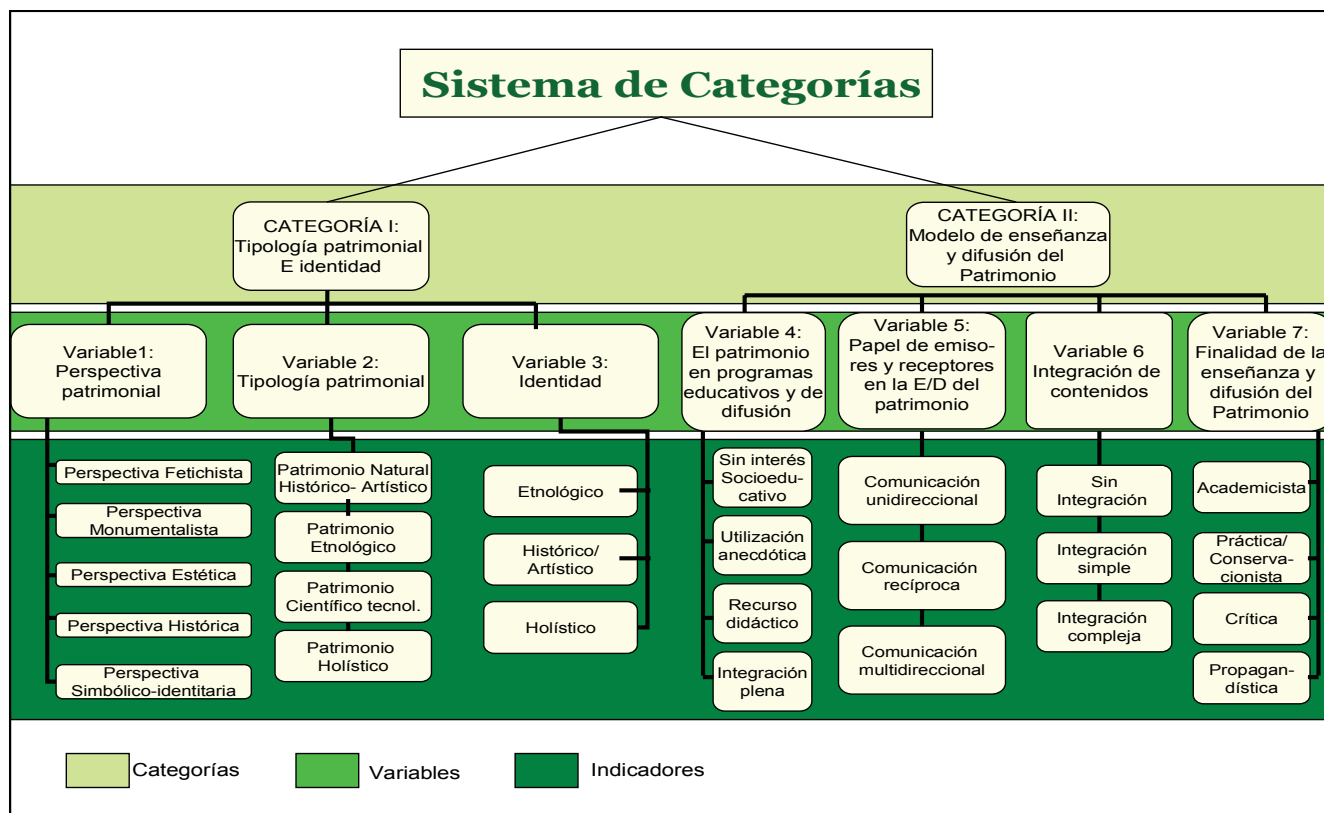 Sistema de Categorías
CATEGORÍA I:
Tipología patrimonial
E identidad
CATEGORÍA II:
Modelo de enseñanza
y difusión del
Patrimonio
Variable1:
Perspectiva
patrimonial
Variable 2:
Tipología patrimonial
Variable 3:
Identidad
Variable 4:
El patrimonio
en programas
educativos y de
difusión
Variable 5:
Papel de emiso-
res y receptores
en la E/D del
patrimonio
Variable 6
Integración de
contenidos
Variable 7:
Finalidad de la
enseñanza y
difusión del
Patrimonio
Perspectiva Fetichista
Perspectiva
Monumentalista
Perspectiva Estética
Perspectiva Histórica
Perspectiva
Simbólico-identitaria
Patrimonio Natural
Histórico- Artístico
Patrimonio
Etnológico
Patrimonio
Científico tecnol.
Patrimonio
Holístico
Etnológico
Histórico/
Artístico
Holístico
Sin interés
Socioedu-
cativo
Utilización
anecdótica
Recurso
didáctico
Integración
plena
Comunicación
unidireccional
Comunicación
recíproca
Comunicación
multidireccional
Sin
Integración
Integración
simple
Integración
compleja
Academicista
Práctica/
Conserva-
cionista
Crítica
Propagan-
dística
Categorías
Variables
Indicadores